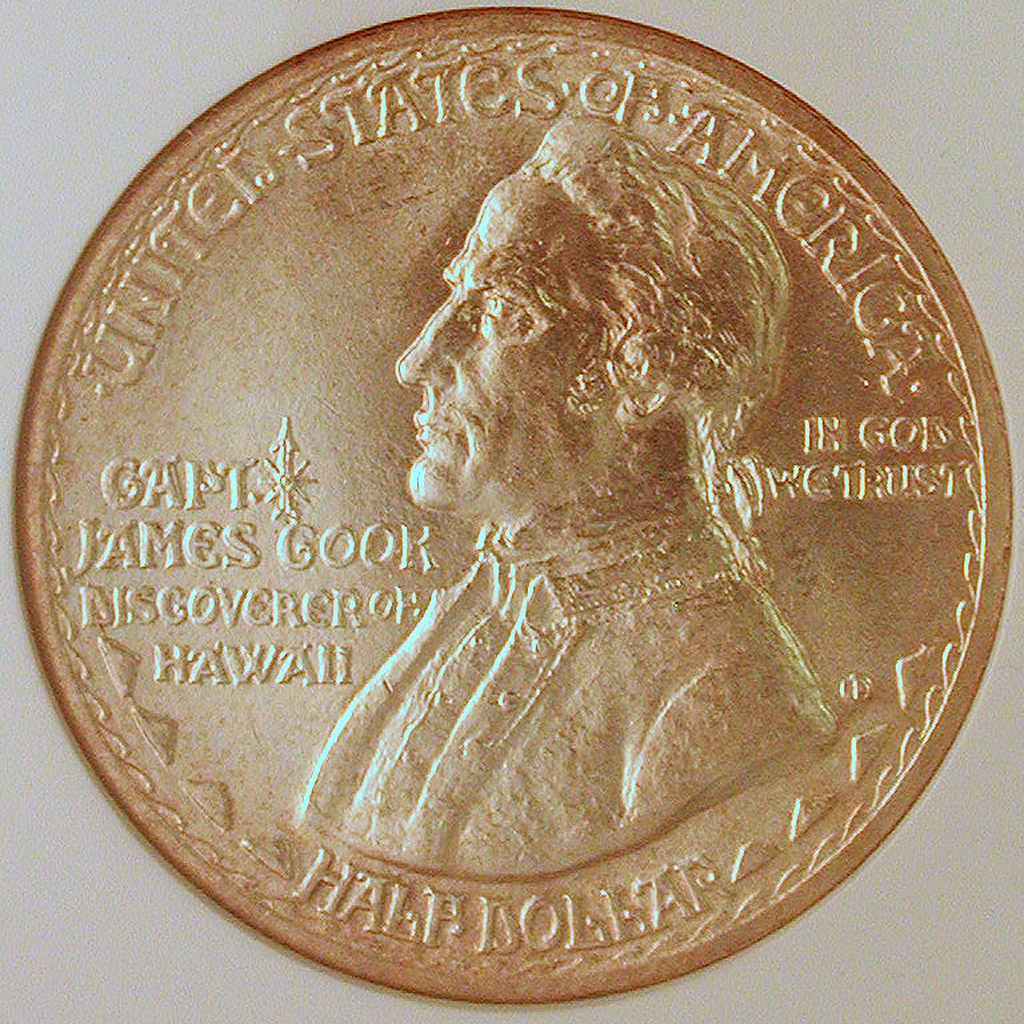 UNITED STATES OF AMERICA
CAPT.
JAMES COOK
DISCOVERER OF
HAWAII
IN GOD
WE TRUST
HALF DOLLAR